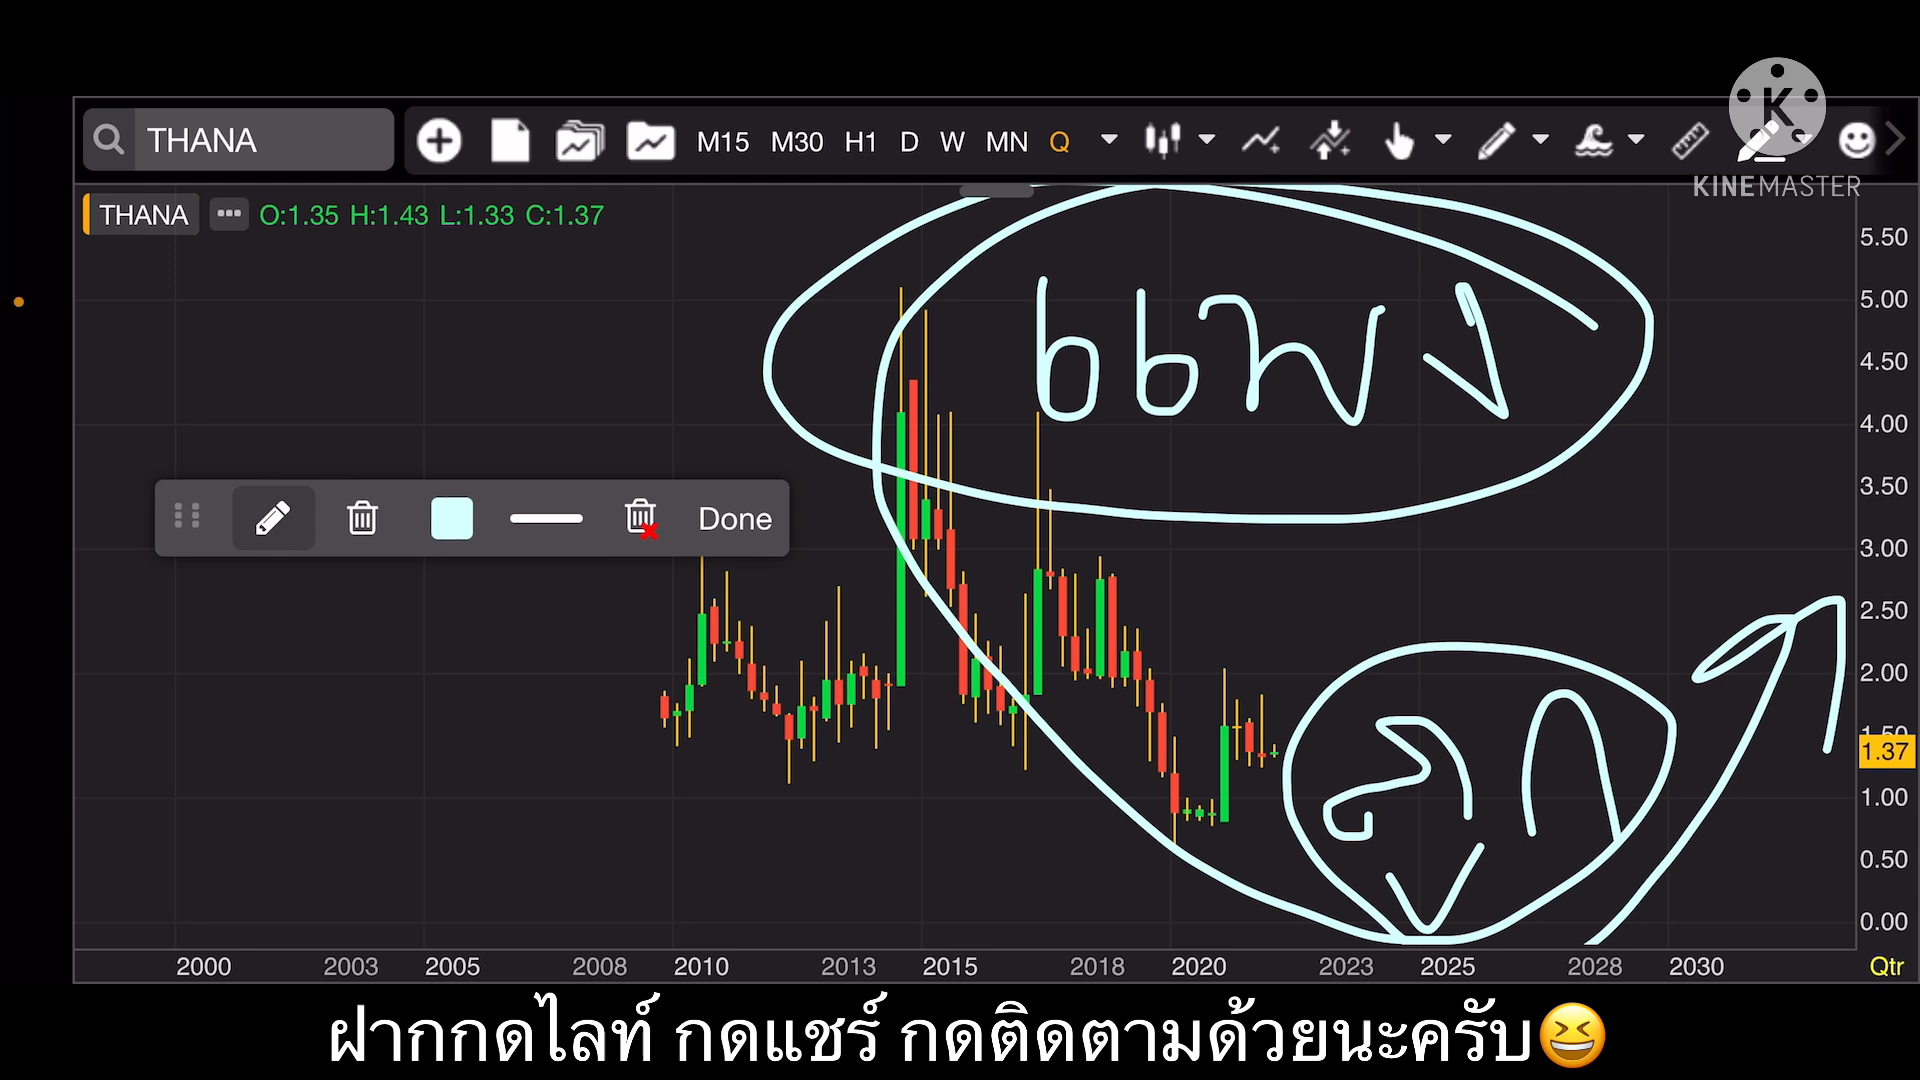 KINEMASTER
THANA M15 M30 H1 D W MN Q
THANA ••• O:1.35 H:1.43 L:1.33 C:1.37
5.50
5.00
แพง
4.50
4.00
3.50
Done
3.00
2.50
2.00
ถูก
1.50
1.37
1.00
0.50
0.00
2000 2003 2005 2008 2010 2013 2015 2018 2020 2023 2025 2028 2030 Qtr
ฝากกดไลท์ กดแชร์ กดติดตามด้วยนะครับ😆